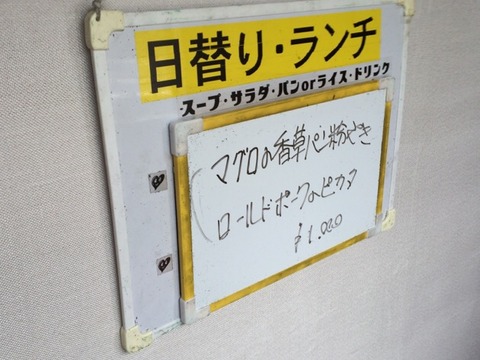 日替り・ランチ
スープ・サラダ・パンorライス・ドリンク
マグロの香草パン粉やき
ロールドポークのピカタ
¥1,020